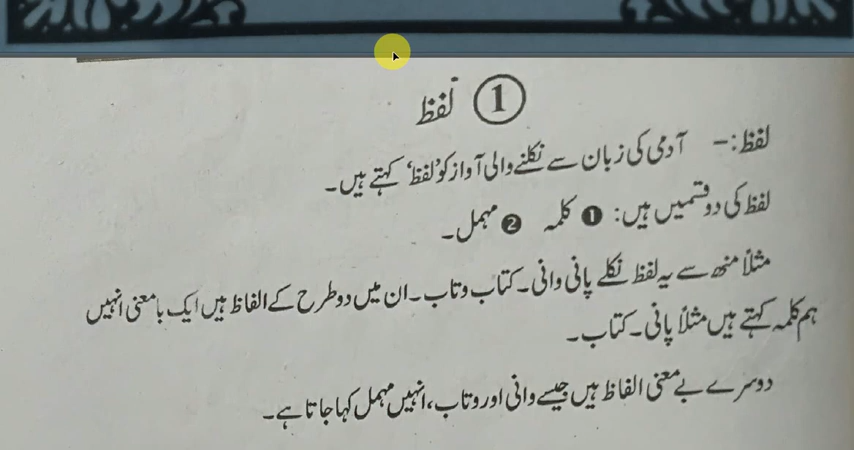 ① لفظ
لفظ:- آدمی کی زبان سے نکلنے والی آواز کو 'لفظ' کہتے ہیں۔
لفظ کی دو قسمیں ہیں: ❶ کلمہ ❷ مہمل۔
مثلاً منھ سے یہ لفظ نکلے پانی وانی۔ کتاب وتاب۔ ان میں دو طرح کے الفاظ ہیں ایک با معنی انہیں
ہم کلمہ کہتے ہیں مثلاً پانی۔ کتاب۔
دوسرے بے معنی الفاظ ہیں جیسے وانی اور وتاب، انہیں مہمل کہا جاتا ہے۔